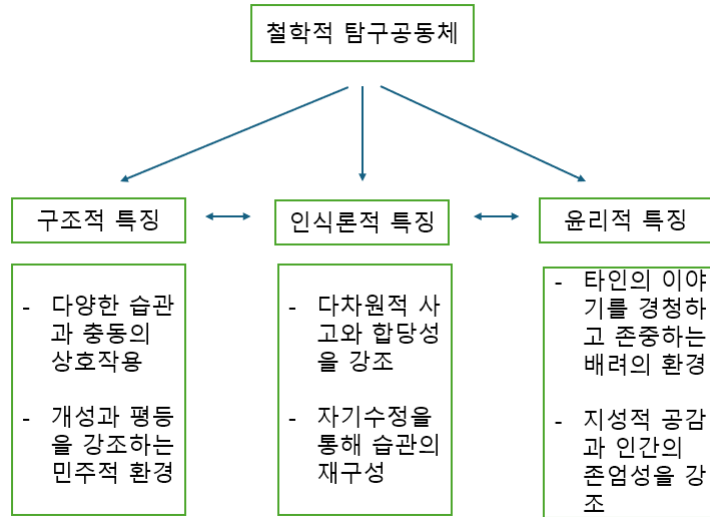 철학적 탐구공동체
구조적 특징
인식론적 특징
윤리적 특징
- 다양한 습관
과 충동의
상호작용
- 개성과 평등
을 강조하는
민주적 환경
- 다차원적 사
고와 합당성
을 강조
- 자기수정을
통해 습관의
재구성
- 타인의 이야
기를 경청하
고 존중하는
배려의 환경
- 지성적 공감
과 인간의
존엄성을 강
조